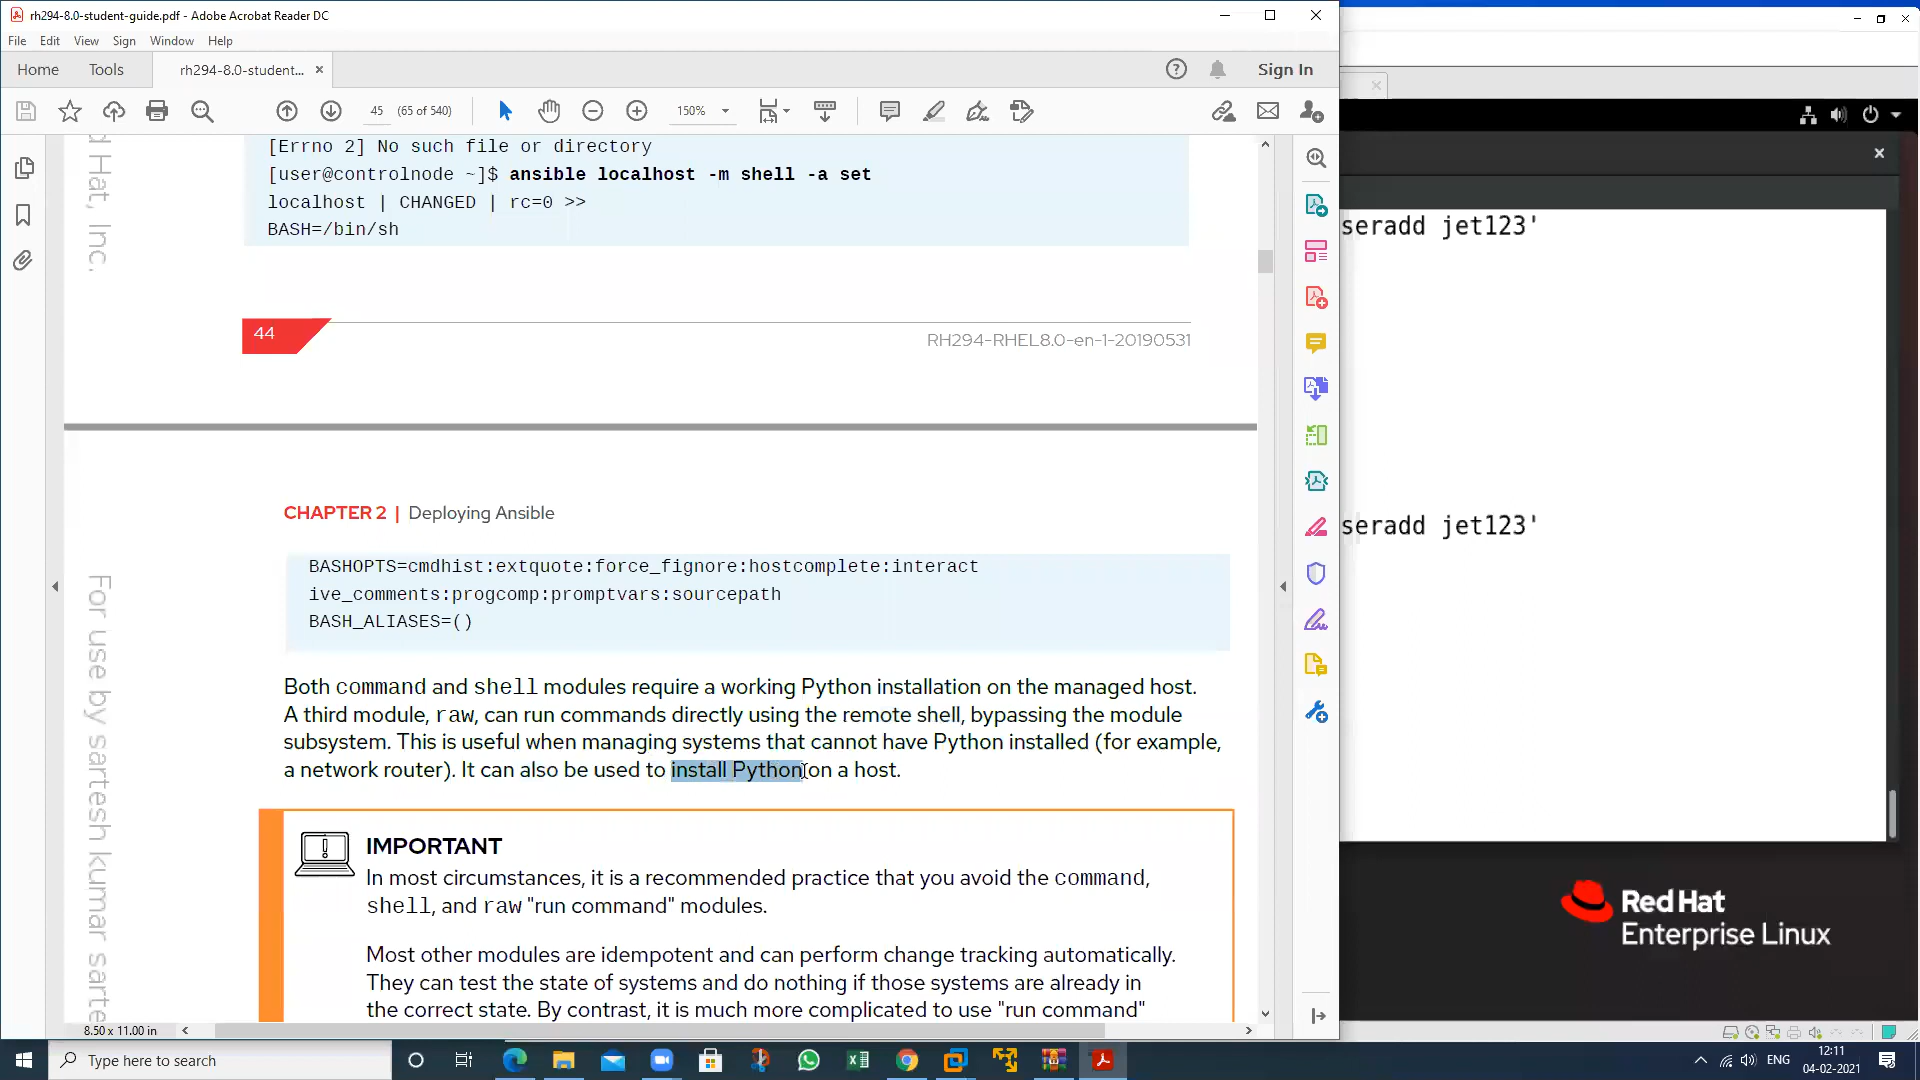 rh294-8.0-student-guide.pdf - Adobe Acrobat Reader DC
File Edit View Sign Window Help
Home Tools rh294-8.0-student... × Sign In
45 (65 of 540) 150%
[Errno 2] No such file or directory
[user@controlnode ~]$ ansible localhost -m shell -a set
localhost | CHANGED | rc=0 >>
BASH=/bin/sh
44
RH294-RHEL8.0-en-1-20190531
d Hat, Inc.
CHAPTER 2 | Deploying Ansible
BASHOPTS=cmdhist:extquote:force_fignore:hostcomplete:interact
ive_comments:progcomp:promptvars:sourcepath
BASH_ALIASES=()
Both command and shell modules require a working Python installation on the managed host.
A third module, raw, can run commands directly using the remote shell, bypassing the module
subsystem. This is useful when managing systems that cannot have Python installed (for example,
a network router). It can also be used to install Python on a host.
IMPORTANT
In most circumstances, it is a recommended practice that you avoid the command,
shell, and raw "run command" modules.
Most other modules are idempotent and can perform change tracking automatically.
They can test the state of systems and do nothing if those systems are already in
the correct state. By contrast, it is much more complicated to use "run command"
For use by sartesh kumar sarte
8.50 x 11.00 in
seradd jet123'
seradd jet123'
Red Hat
Enterprise Linux
Type here to search
ENG
12:11
04-02-2021